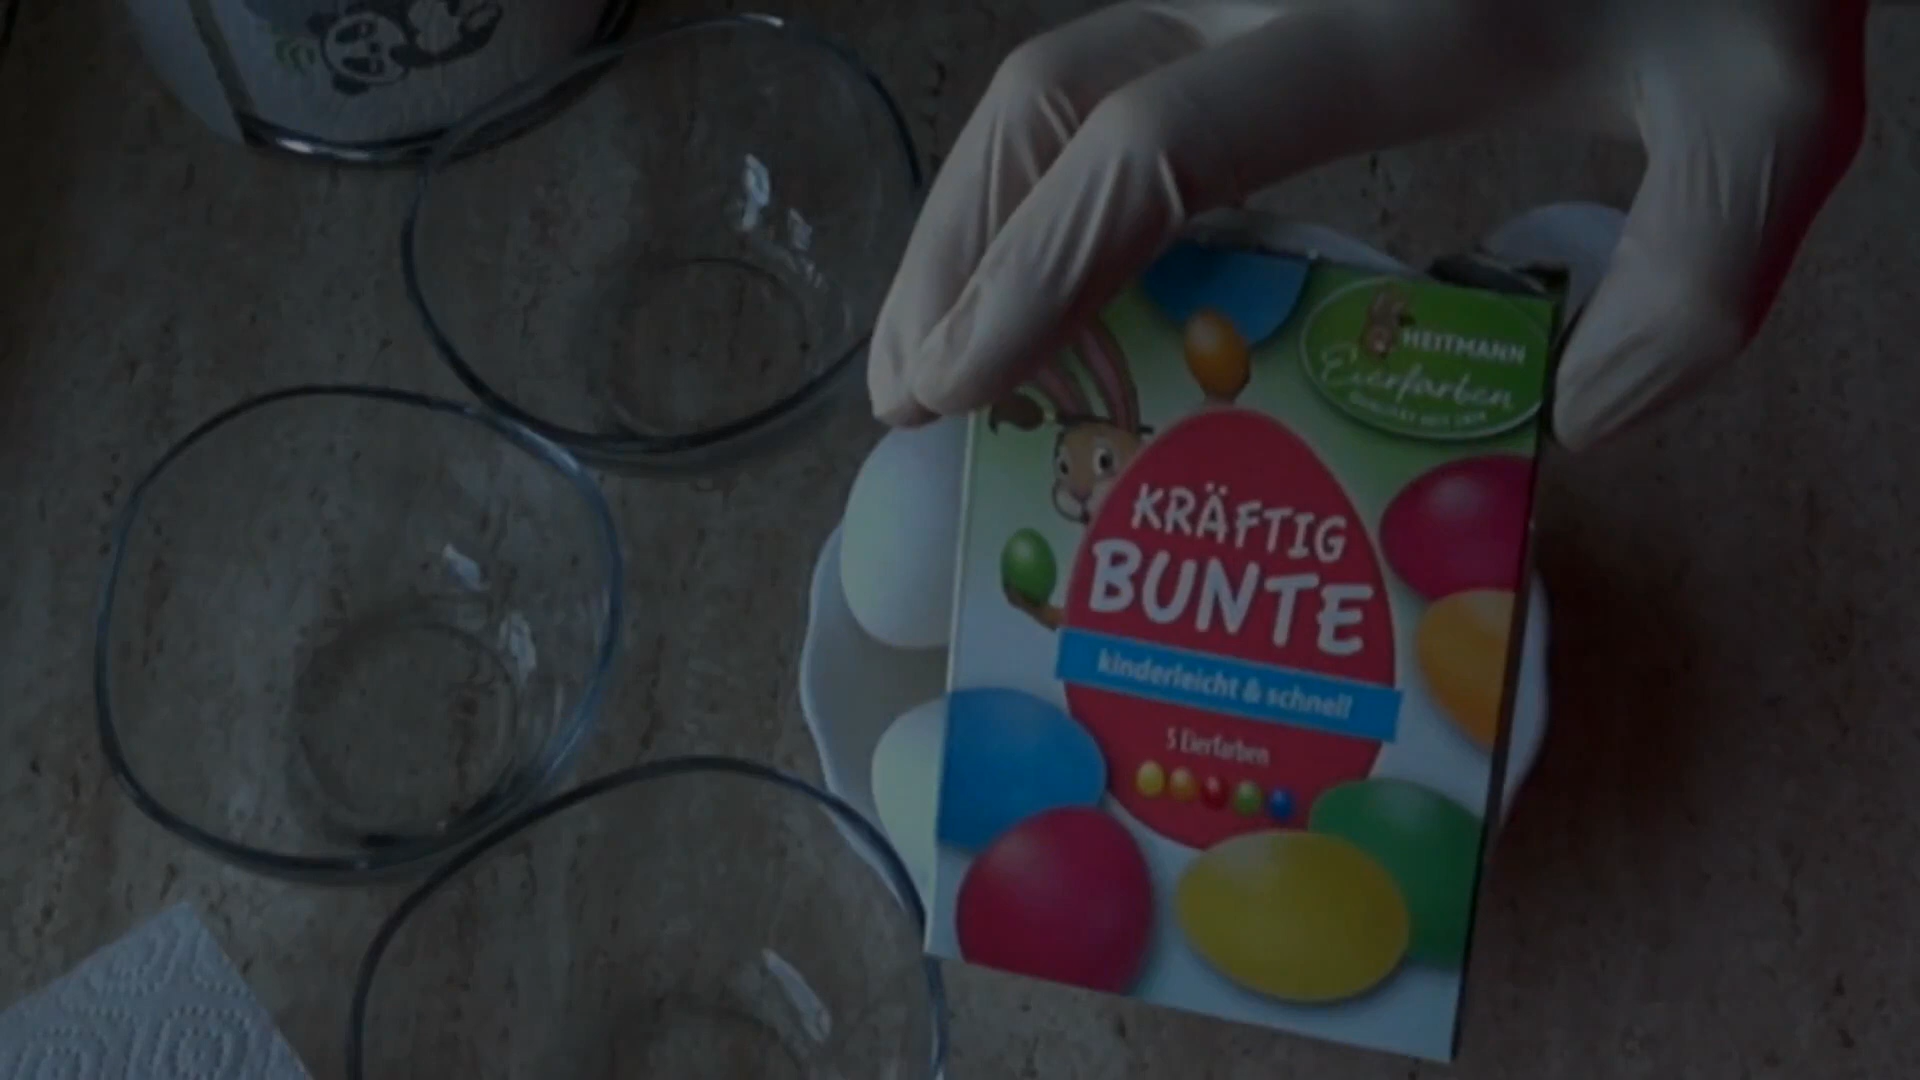 HEITMANN
Eierfarben
KRÄFTIG
BUNTE
kinderleicht & schnell
5 Eierfarben